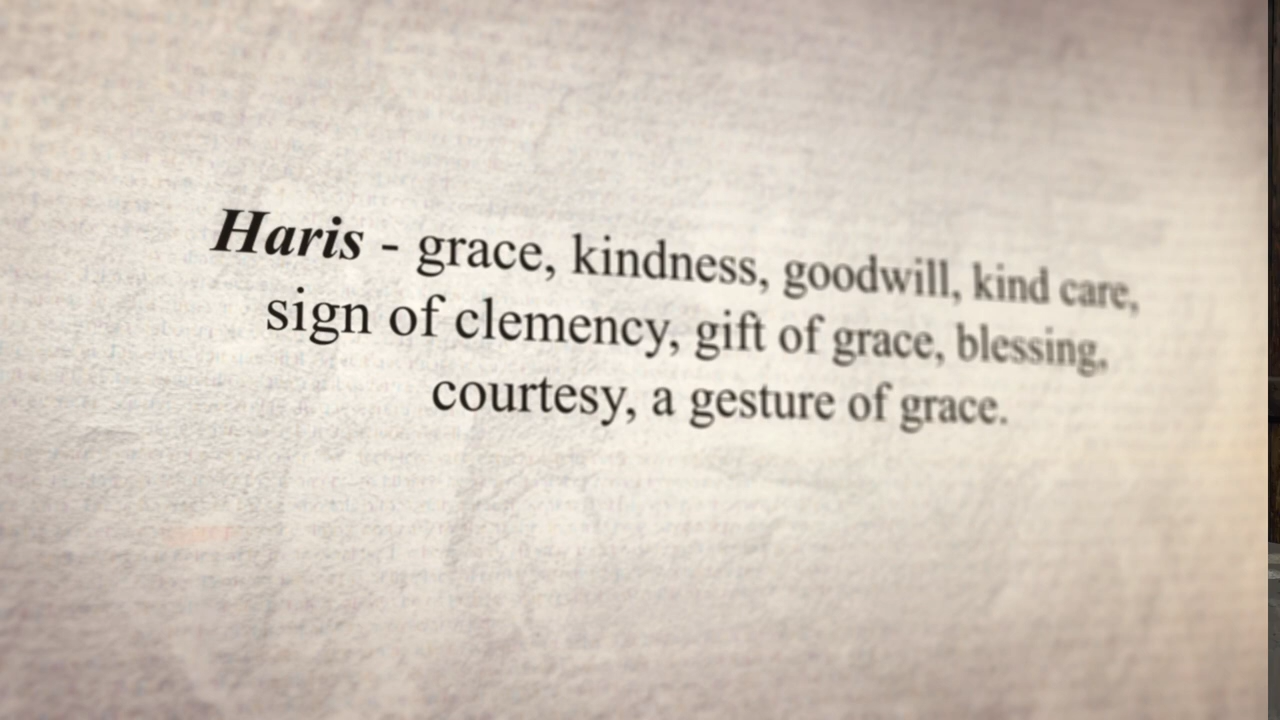 Haris - grace, kindness, goodwill, kind care,
sign of clemency, gift of grace, blessing,
courtesy, a gesture of grace.